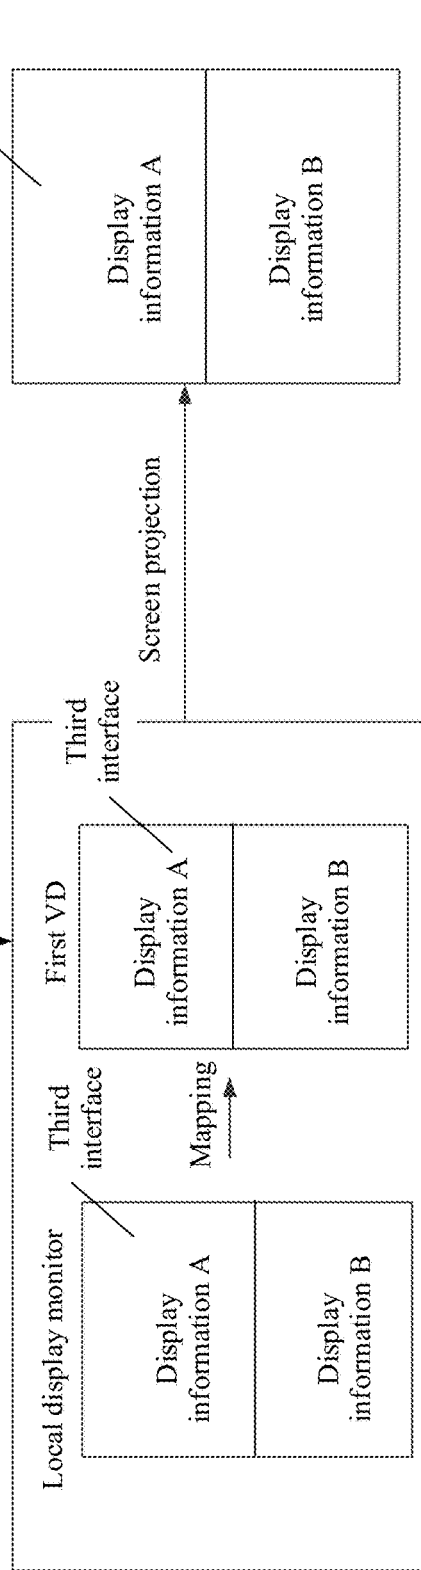 Local display monitor
Third
interface
Display
information A
Display
information B
Mapping
First VD
Third
interface
Display
information A
Display
information B
Screen projection
Display
information A
Display
information B